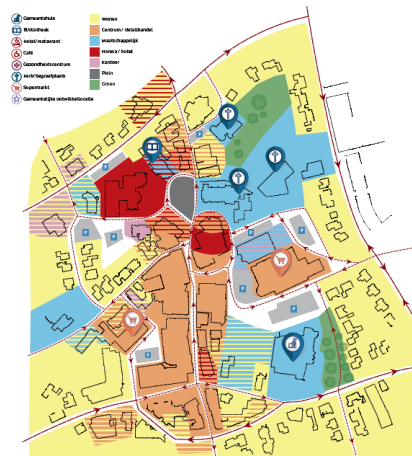 Gemeentehuis
Bibliotheek
Hotel/restaurant
Café
Gezondheidscentrum
Kerk/begraafplaats
Supermarkt
Gemeentelijke ontwikkellocatie
Wonen
Centrum / detailhandel
Maatschappelijk
Horeca / hotel
Kantoor
Plein
Groen
P
P
P
P
P
P
P
P